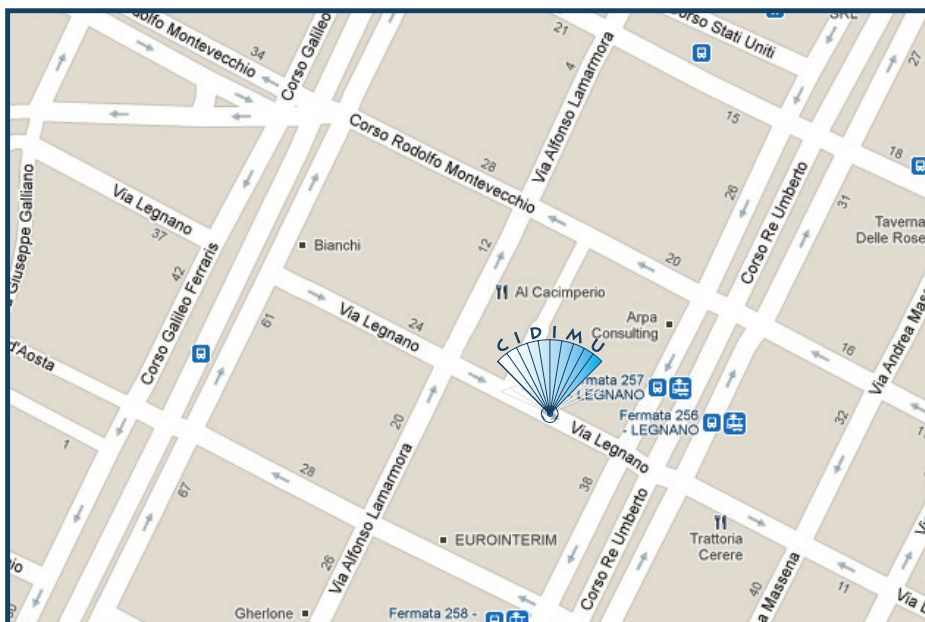 Corso Stati Uniti
SRL
Rodolfo Montevecchio
34
Corso Galileo
21
4
Via Alfonso Lamarmora
27
15
18
Corso Rodolfo Montevecchio
28
26
Corso Re Umberto
31
Via Giuseppe Galliano
Via Legnano
37
Taverna
Delle Rose
42
Corso Galileo Ferraris
Bianchi
12
20
Al Cacimperio
61
Via Legnano
24
Arpa
Consulting
CIDIMU
16
Via Andrea Mass
d'Aosta
Fermata 257
- LEGNANO
Fermata 256
- LEGNANO
20
32
Via Legnano
1
28
67
Via Alfonso Lamarmora
38
EUROINTERIM
Corso Re Umberto
Trattoria
Cerere
26
40
Massena
11
Gherlone
Fermata 258 -